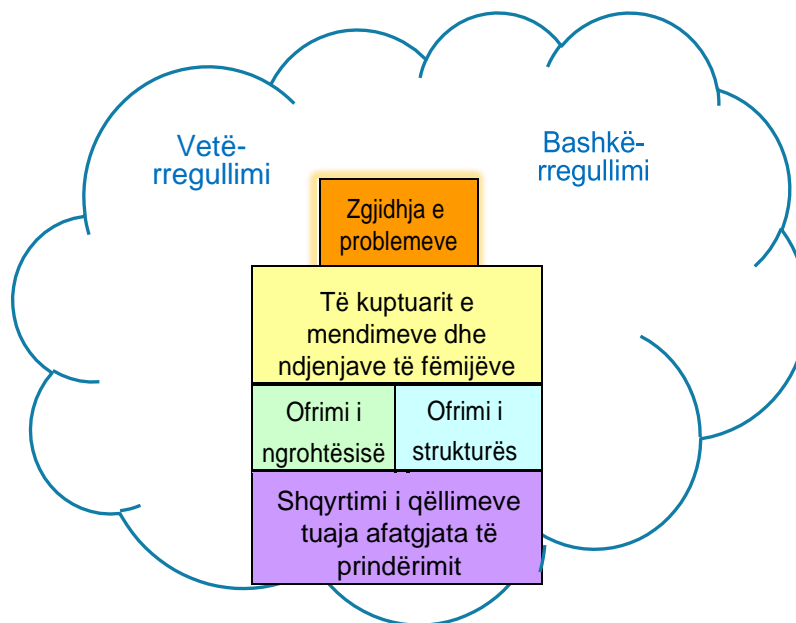 Vetë-
rregullimi
Bashkë-
rregullimi
Zgjidhja e
problemeve
Të kuptuarit e
mendimeve dhe
ndjenjave të fëmijëve
Ofrimi i
ngrohtësisë
Ofrimi i
strukturës
Shqyrtimi i qëllimeve
tuaja afatgjata të
prindërimit